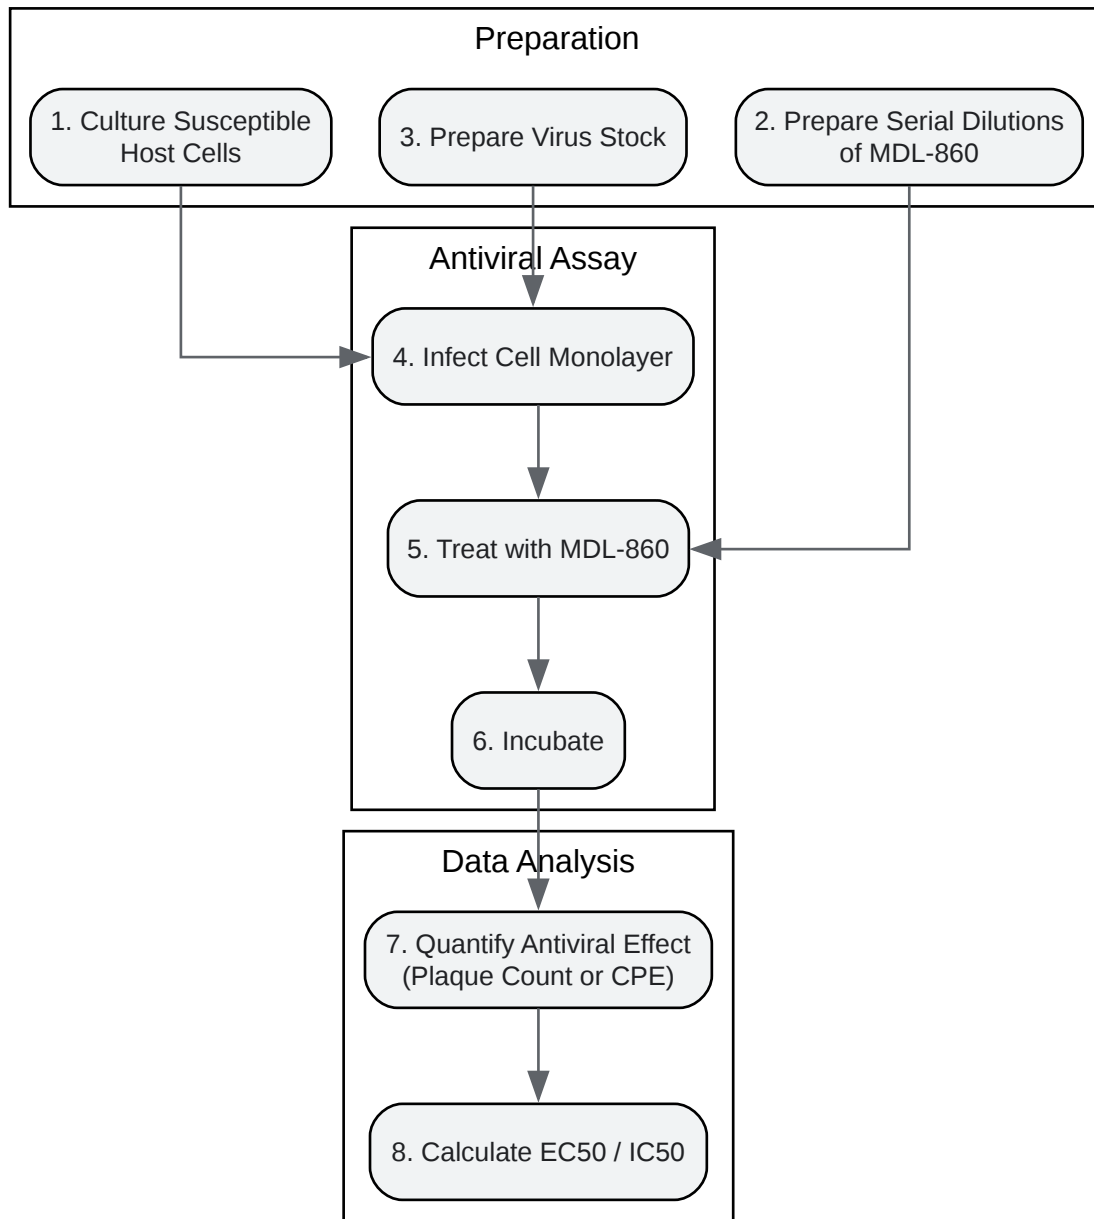 Preparation
1. Culture Susceptible
Host Cells
3. Prepare Virus Stock
2. Prepare Serial Dilutions
of MDL-860
Antiviral Assay
4. Infect Cell Monolayer
5. Treat with MDL-860
6. Incubate
Data Analysis
7. Quantify Antiviral Effect
(Plaque Count or CPE)
8. Calculate EC50 / IC50